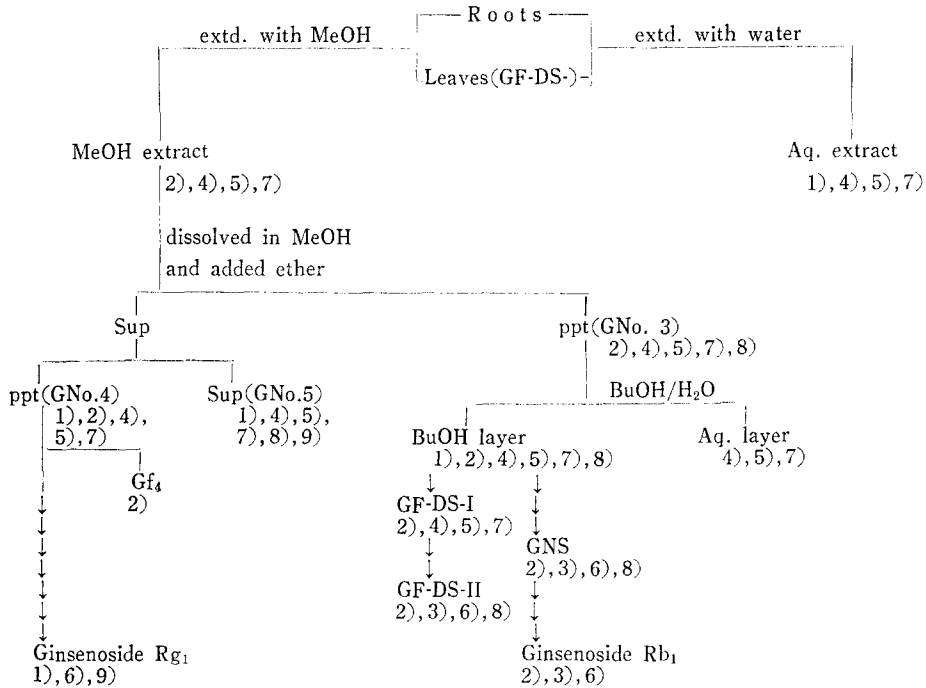 Roots
extd. with MeOH
extd. with water
Leaves(GF-DS-)
MeOH extract
2),4),5),7)
Aq. extract
1),4),5),7)
dissolved in MeOH
and added ether
Sup
ppt(GNo. 3)
2),4),5),7),8)
ppt(GNo.4)
1),2),4),
5),7)
Sup(GNo.5)
1),4),5),
7),8),9)
BuOH/H₂O
BuOH layer
1),2),4),5),7),8)
Aq. layer
4),5),7)
Gf₄
2)
GF-DS-I
2),4),5),7)
GNS
2),3),6),8)
GF-DS-II
2),3),6),8)
Ginsenoside Rg₁
1),6),9)
Ginsenoside Rb₁
2),3),6)